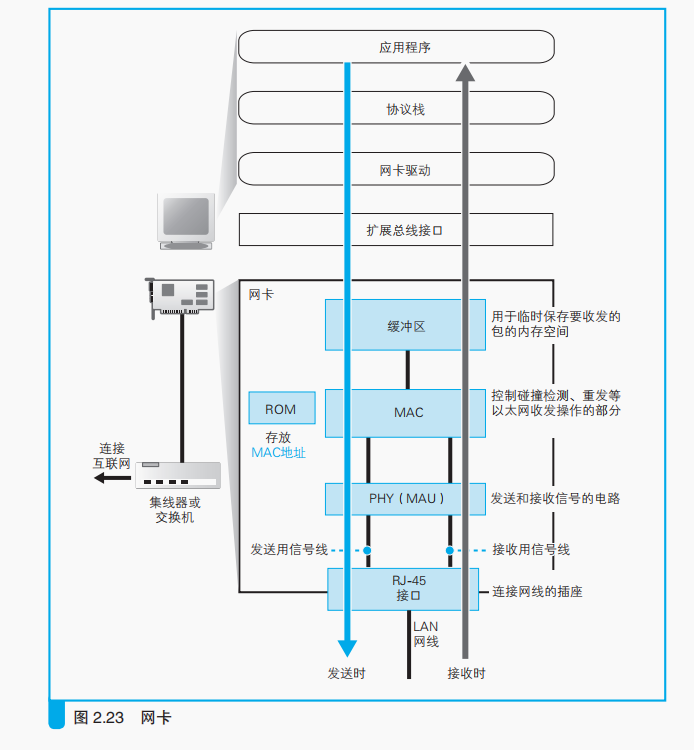 应用程序
协议栈
网卡驱动
扩展总线接口
网卡
缓冲区
用于临时保存要收发的
包的内存空间
ROM
存放
MAC地址
MAC
控制碰撞检测、重发等
以太网收发操作的部分
连接
互联网
集线器或
交换机
PHY（MAU）
发送和接收信号的电路
发送用信号线
接收用信号线
RJ-45
接口
连接网线的插座
LAN
网线
发送时
接收时
图 2.23 网卡